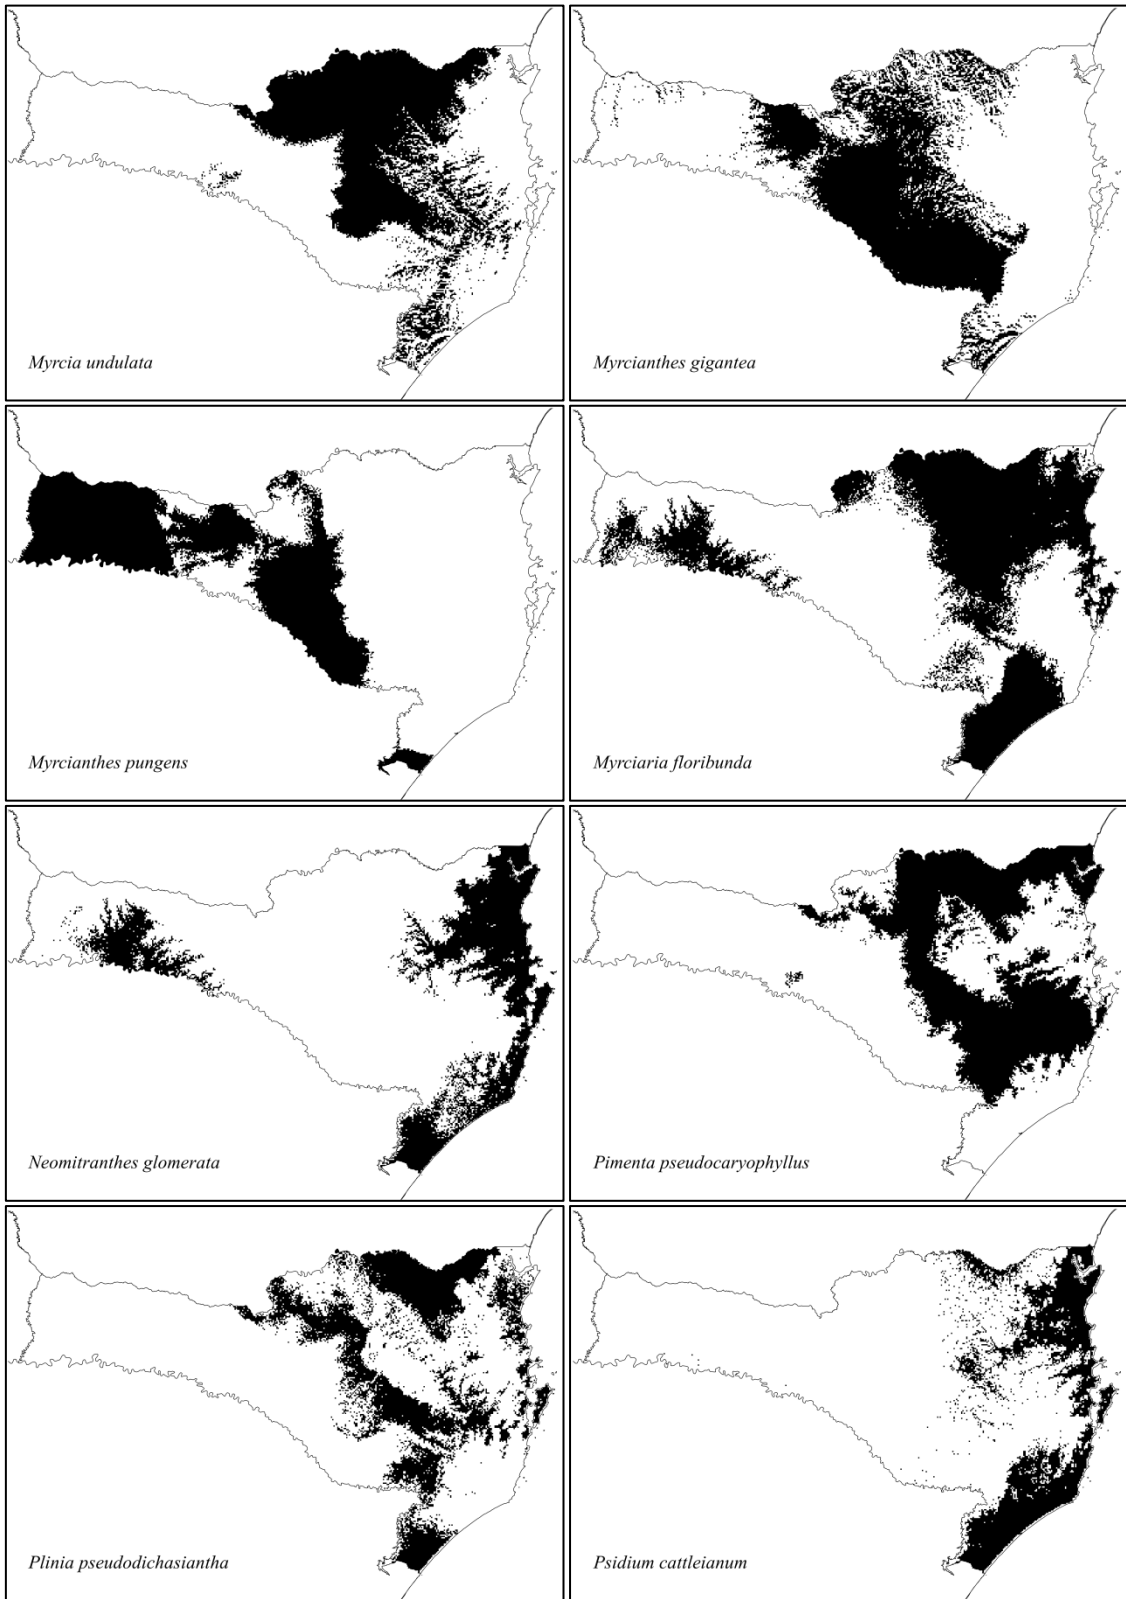 Myrcia undulata
Myrcianthes gigantea
Myrcianthes pungens
Myrciaria floribunda
Neomitranthes glomerata
Pimenta pseudocaryophyllus
Plinia pseudodichasiantha
Psidium cattleianum